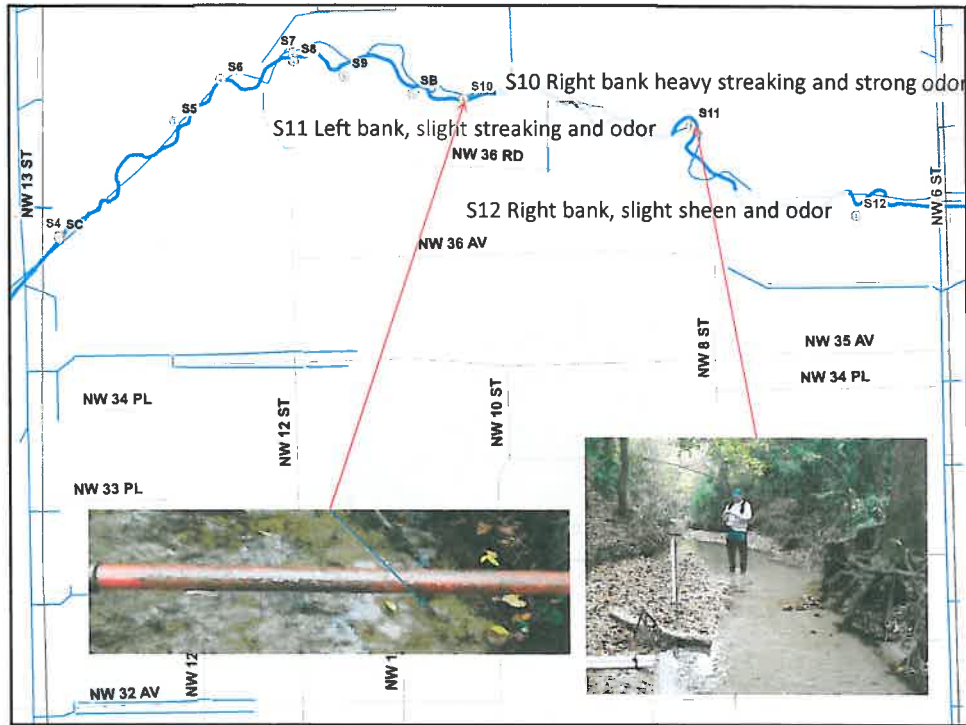 S7
S8
S6
S9
SB
S10
S10 Right bank heavy streaking and strong odor
S5
S11 Left bank, slight streaking and odor
S11
NW 36 RD
NW 13 ST
S12 Right bank, slight sheen and odor
S12
NW 6 ST
S4 SC
NW 36 AV
NW 8 ST
NW 35 AV
NW 34 PL
NW 34 PL
NW 12 ST
NW 10 ST
NW 33 PL
NW 12
NW 1
NW 32 AV